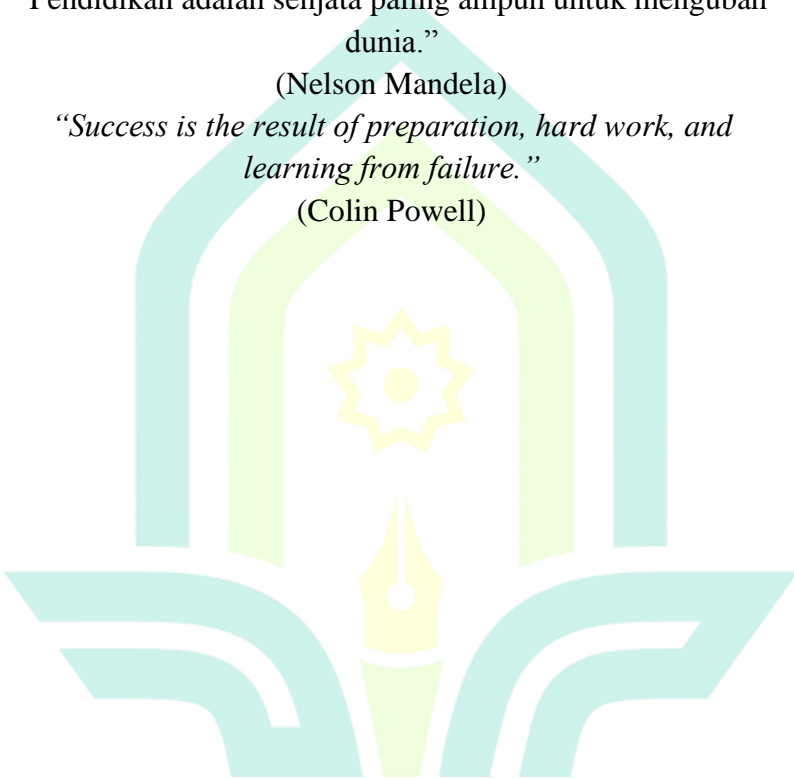 Pendidikan adalah senjata paling ampuh untuk mengubah
dunia.”
(Nelson Mandela)
“Success is the result of preparation, hard work, and
learning from failure.”
(Colin Powell)